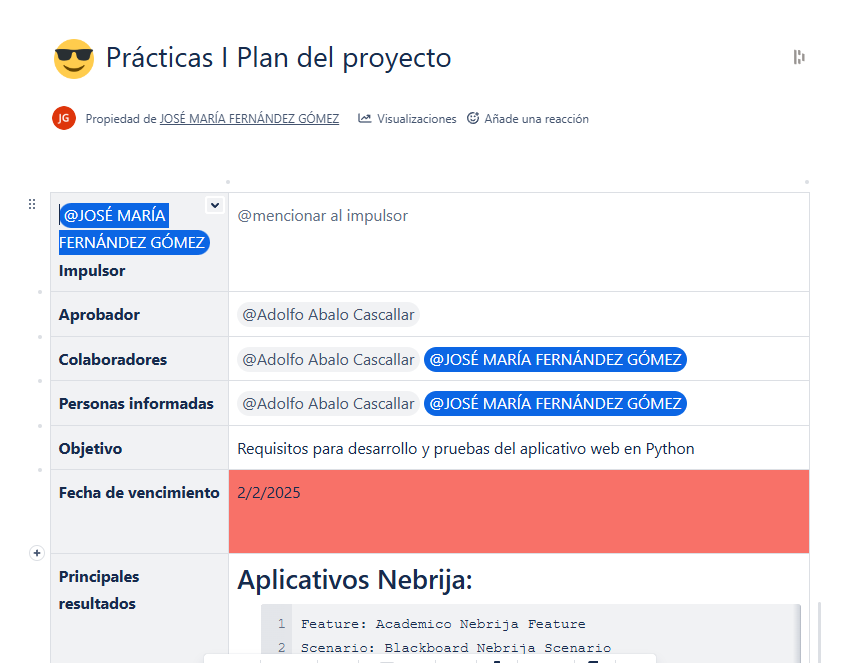 Prácticas I Plan del proyecto
JG Propiedad de JOSÉ MARÍA FERNÁNDEZ GÓMEZ Visualizaciones Añade una reacción
@JOSÉ MARÍA
FERNÁNDEZ GÓMEZ
Impulsor
@mencionar al impulsor
Aprobador
@Adolfo Abalo Cascallar
Colaboradores
@Adolfo Abalo Cascallar @JOSÉ MARÍA FERNÁNDEZ GÓMEZ
Personas informadas
@Adolfo Abalo Cascallar @JOSÉ MARÍA FERNÁNDEZ GÓMEZ
Objetivo
Requisitos para desarrollo y pruebas del aplicativo web en Python
Fecha de vencimiento
2/2/2025
Principales
resultados
Aplicativos Nebrija:
1 Feature: Academico Nebrija Feature
2 Scenario: Blackboard Nebrija Scenario